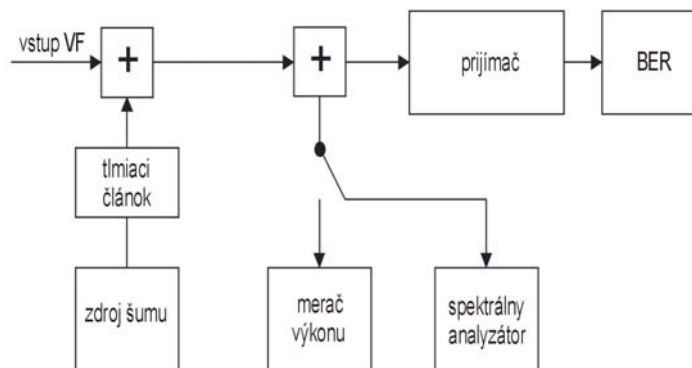 vstup VF
+
+
prijímač
BER
tlmiaci
článok
zdroj šumu
merač
výkonu
spektrálny
analyzátor